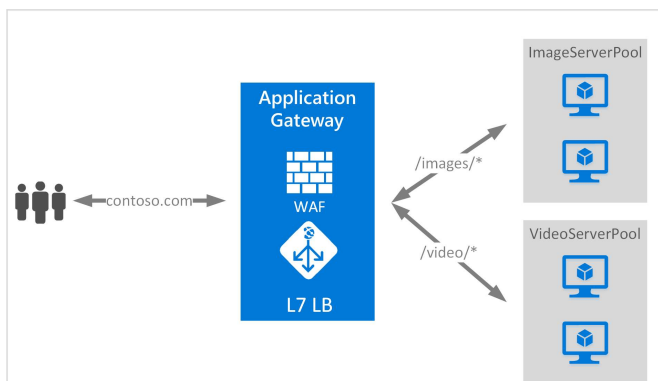 contoso.com
Application
Gateway
WAF
L7 LB
/images/*
/video/*
ImageServerPool
VideoServerPool